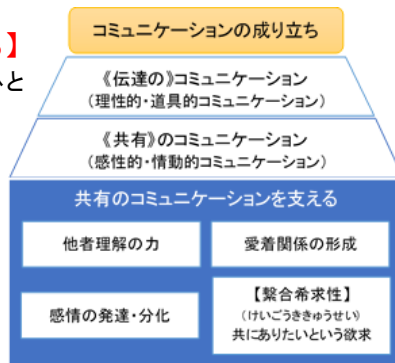 コミュニケーションの成り立ち
】
と
《伝達の》コミュニケーション
(理性的・道具的コミュニケーション)
《共有》のコミュニケーション
(感性的・情動的コミュニケーション)
共有のコミュニケーションを支える
他者理解の力
愛着関係の形成
感情の発達・分化
【繋合希求性】
(けいごうききゅうせい)
共にありたいという欲求